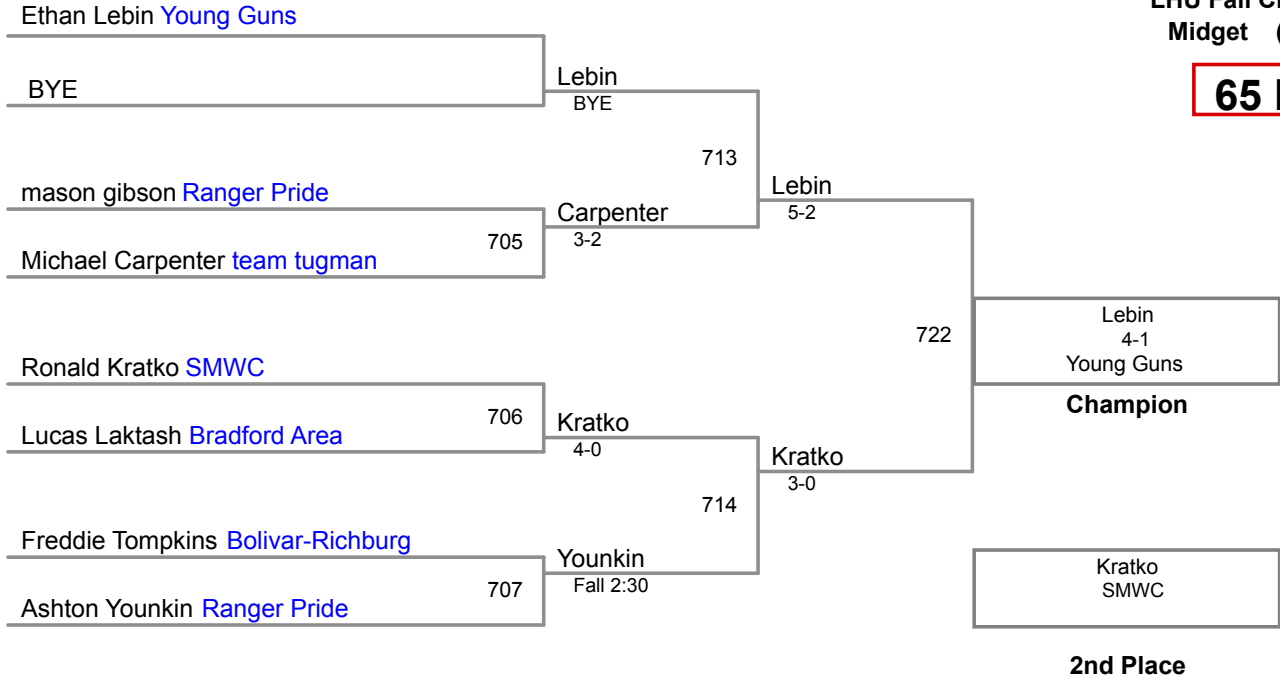 Ethan Lebin Young Guns
LHU Fall
Midget (
65
BYE
Lebin
BYE
713
mason gibson Ranger Pride
Lebin
5-2
Carpenter
3-2
705
Michael Carpenter team tugman
722
Lebin
4-1
Young Guns
Champion
Ronald Kratko SMWC
706
Kratko
4-0
Lucas Laktash Bradford Area
Kratko
3-0
714
Freddie Tompkins Bolivar-Richburg
Younkin
Fall 2:30
707
Ashton Younkin Ranger Pride
Kratko
SMWC
2nd Place